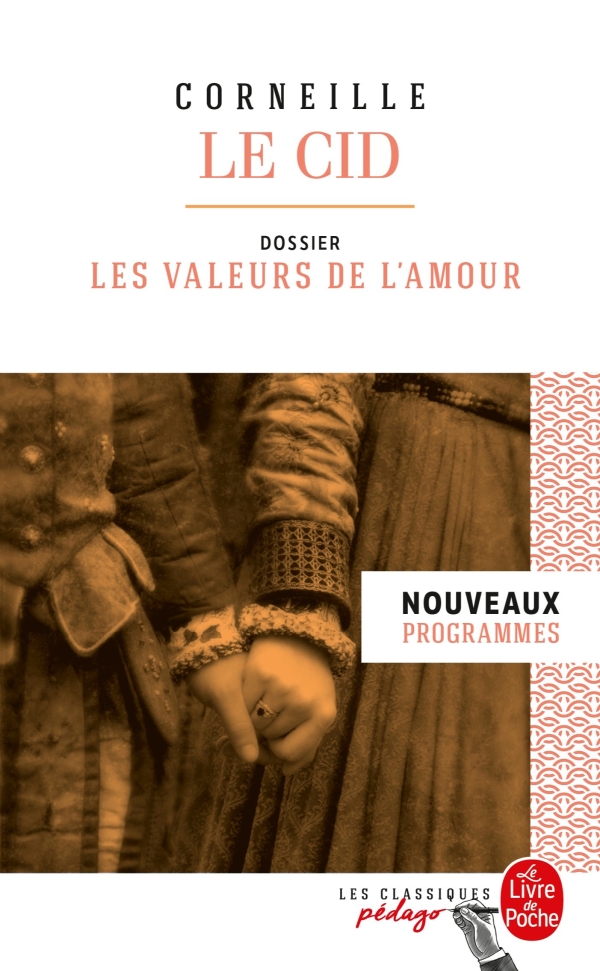 CORNEILLE
LE CID
DOSSIER
LES VALEURS DE L'AMOUR
NOUVEAUX
PROGRAMMES
LES CLASSIQUES
pédago
Le
Livre
de
Poche